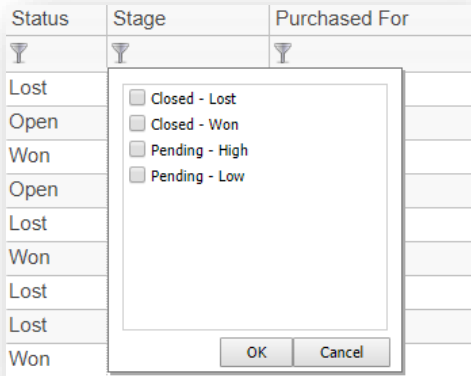 Status Stage Purchased For
Lost
Closed - Lost
Open
Closed - Won
Won
Pending - High
Pending - Low
Open
Lost
Won
Lost
Lost
OK Cancel
Won